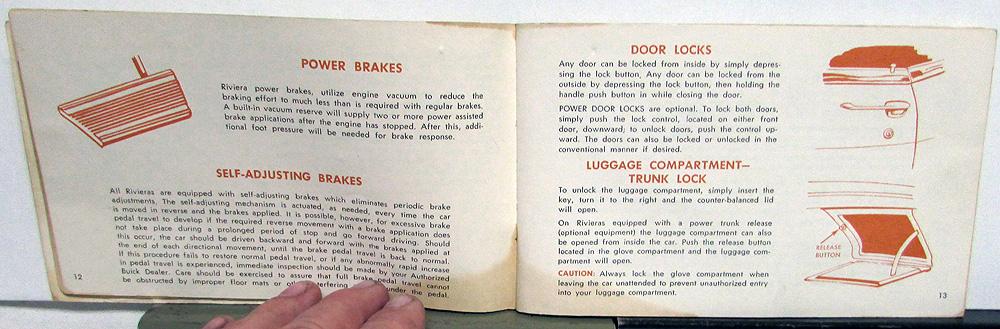 POWER BRAKES
Riviera power brakes, utilize engine vacuum to reduce the
braking effort to much less than is required with regular brakes.
A built-in vacuum reserve will supply two or more power assisted
brake applications after the engine has stopped. After this, addi-
tional foot pressure will be needed for brake response.
SELF-ADJUSTING BRAKES
All Rivieras are equipped with self-adjusting brakes which eliminates periodic brake
adjustments. The self-adjusting mechanism is actuated, as needed, every time the car
is moved in reverse and the brakes applied. It is possible, however, for excessive brake
pedal travel to develop if the required reverse movement with a brake application does
not take place during a prolonged period of stop and go forward driving. Should
this occur, the car should be driven backward and forward with the brakes applied at
the end of each directional movement, until the brake pedal travel is back to normal.
If this procedure fails to restore normal pedal travel, or if any abnormally rapid increase
in pedal travel is experienced, immediate inspection should be made by your Authorized
Buick Dealer. Care should be exercised to assure that full brake pedal travel cannot
be obstructed by improper floor mats or under the pedal.
12
DOOR LOCKS
Any door can be locked from inside by simply depres-
sing the lock button, Any door can be locked from the
outside by depressing the lock button, then holding the
handle push button in while closing the door.
POWER DOOR LOCKS are optional. To lock both doors,
simply push the lock control, located on either front
door, downward; to unlock doors, push the control up-
ward. The doors can also be locked or unlocked in the
conventional manner if desired.
LUGGAGE COMPARTMENT—
TRUNK LOCK
To unlock the luggage compartment, simply insert the
key, turn it to the right and the counter-balanced lid
will open.
On Rivieras equipped with a power trunk release
(optional equipment) the luggage compartment can also
be opened from inside the car. Push the release button
located in the glove compartment and the luggage com-
partment will open.
CAUTION: Always lock the glove compartment when
leaving the car unattended to prevent unauthorized entry
into your luggage compartment.
RELEASE
BUTTON
13